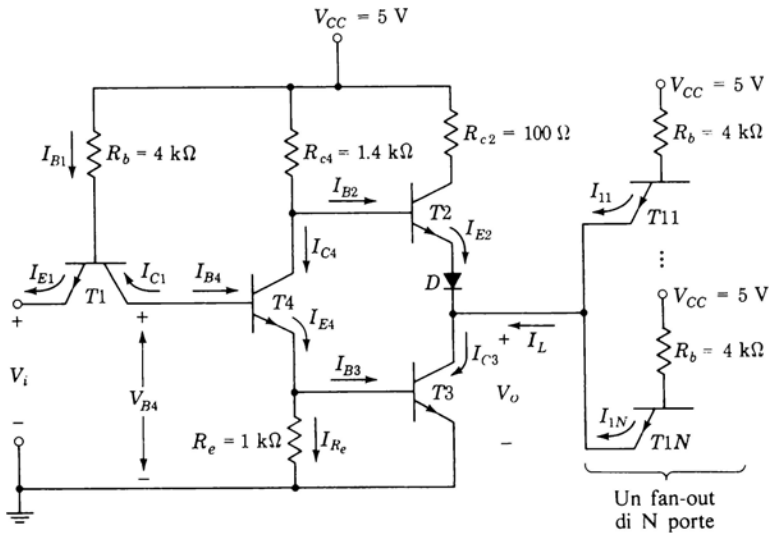 V_CC = 5 V
V_CC = 5 V
R_b = 4 kΩ
I_B1
R_b = 4 kΩ
R_c4 = 1.4 kΩ
R_c2 = 100 Ω
I_11
T11
I_B2
T2
I_E2
I_E1
I_C1
I_B4
I_C4
...
T1
T4
D
V_CC = 5 V
+
+
I_E4
+
I_L
R_b = 4 kΩ
V_i
V_B4
I_B3
I_C3
T3
V_o
I_1N
T1N
-
-
R_e = 1 kΩ
I_Re
-
Un fan-out
di N porte